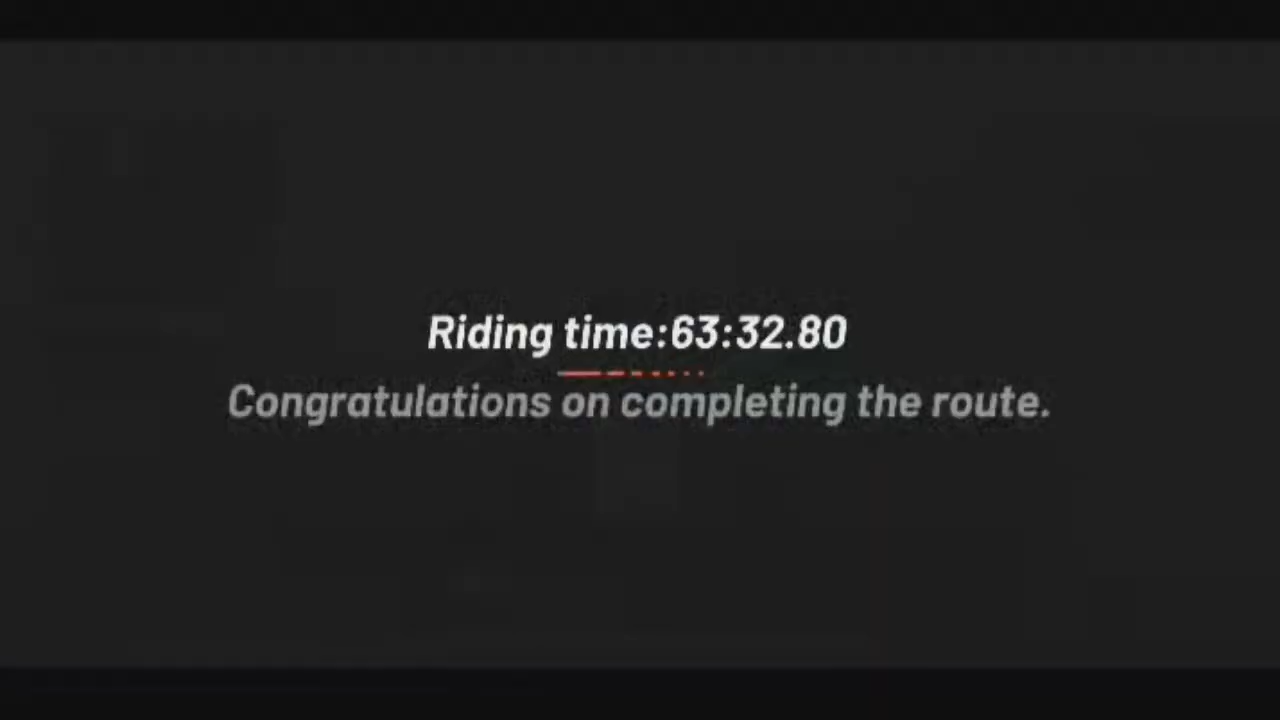 Riding time:63:32.80
Congratulations on completing the route.